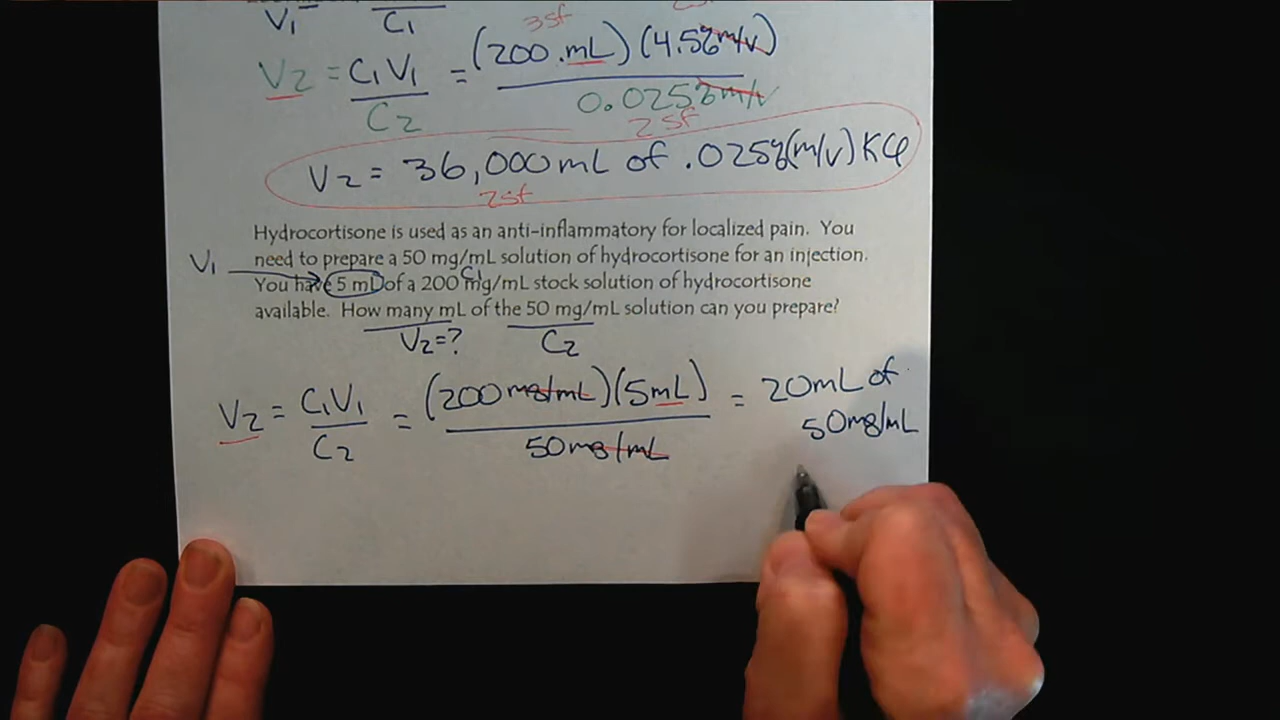 V₁ C₁
3sf
V₂ = C₁V₁ = (200.mL)(4.5% m/v)
C₂ 0.025% m/v
2sf
V₂ = 36,000 mL of .025% (m/v) KCl
2sf
Hydrocortisone is used as an anti-inflammatory for localized pain. You
need to prepare a 50 mg/mL solution of hydrocortisone for an injection.
V₁ C₁
You have 5 mL of a 200 mg/mL stock solution of hydrocortisone
available. How many mL of the 50 mg/mL solution can you prepare?
V₂=? C₂
V₂ = C₁V₁ = (200 mg/mL)(5 mL) = 20 mL of
C₂ 50 mg/mL 50 mg/mL